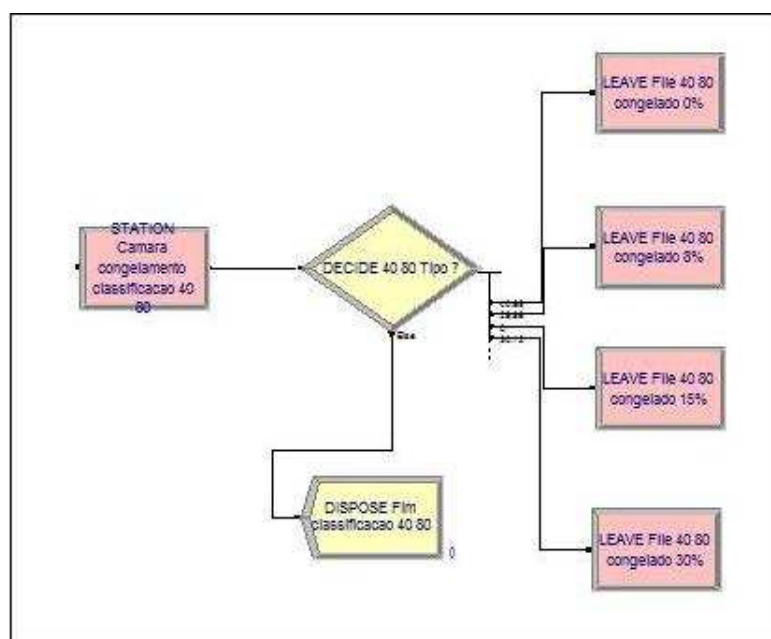 LEAVE File 40 80
congelado 0%
STATION
Camara
congelamento
classificacao 40
80
DECIDE 40 80 Tipo ?
LEAVE File 40 80
congelado 8%
Else
LEAVE File 40 80
congelado 15%
DISPOSE Fim
classificacao 40 80
0
LEAVE File 40 80
congelado 30%